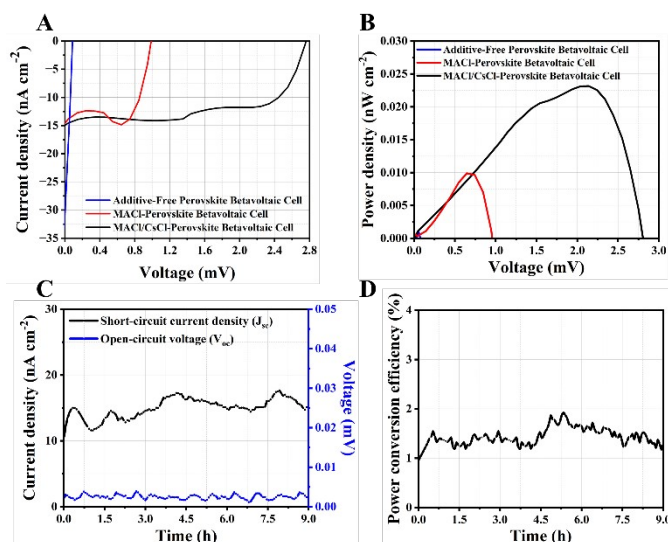 A
Current density (nA cm-2)
0
-5
-10
-15
-20
-25
-30
-35
Additive-Free Perovskite Betavoltaic Cell
MACl-Perovskite Betavoltaic Cell
MACl/CsCl-Perovskite Betavoltaic Cell
0.0 0.4 0.8 1.2 1.6 2.0 2.4 2.8
Voltage (mV)
B
Power density (nW cm-2)
0.030
0.025
0.020
0.015
0.010
0.005
0.000
Additive-Free Perovskite Betavoltaic Cell
MACl-Perovskite Betavoltaic Cell
MACl/CsCl-Perovskite Betavoltaic Cell
0.0 0.5 1.0 1.5 2.0 2.5 3.0
Voltage (mV)
C
Current density (nA cm-2)
30
15
0
Short-circuit current density (Jsc)
Open-circuit voltage (Voc)
0.05
0.04
0.03
0.02
0.01
0.00
Voltage (mV)
0.0 1.5 3.0 4.5 6.0 7.5 9.0
Time (h)
D
Power conversion efficiency (%)
4
2
1
0
0.0 1.5 3.0 4.5 6.0 7.5 9.0
Time (h)